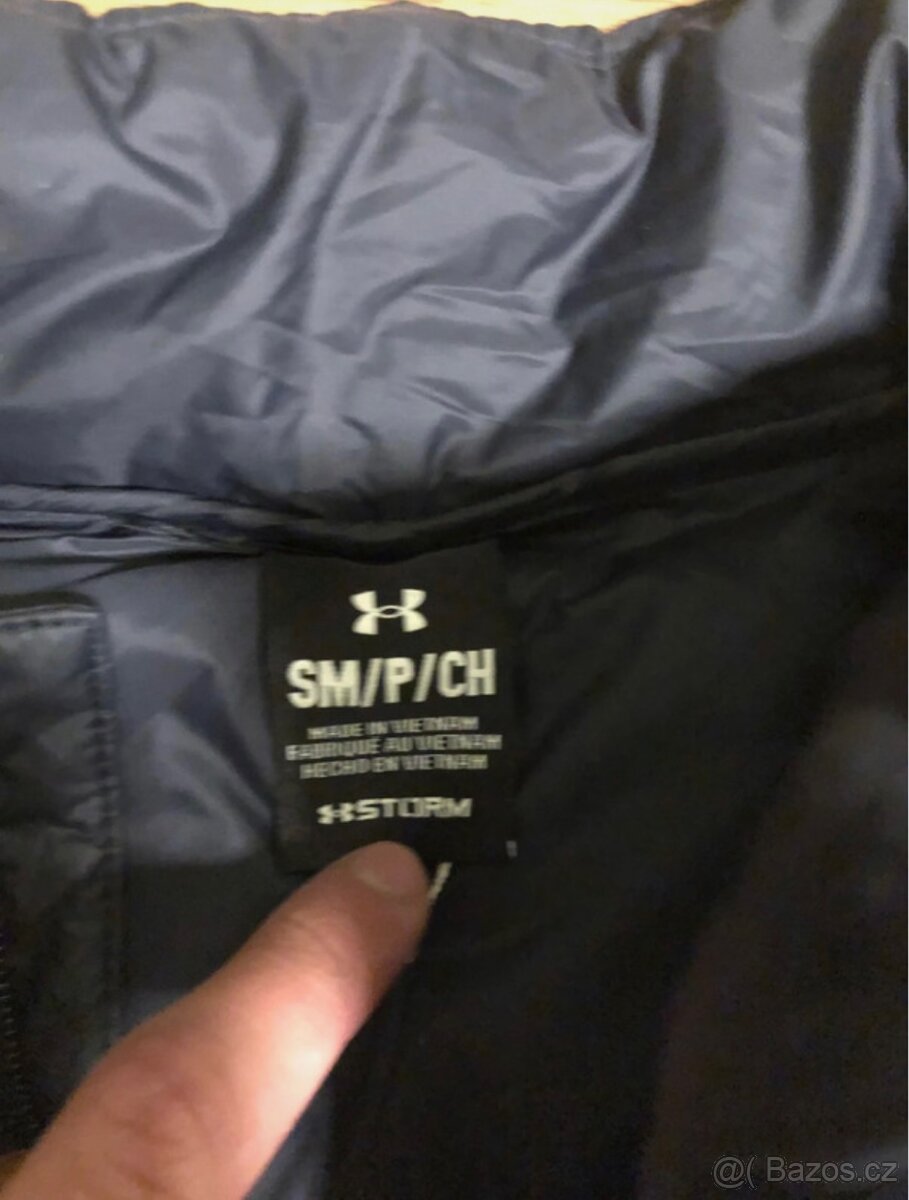 SM/P/CH
MADE IN VIETNAM
FABRIQUE AU VIETNAM
HECHO EN VIETNAM
STORM
@( Bazos.cz